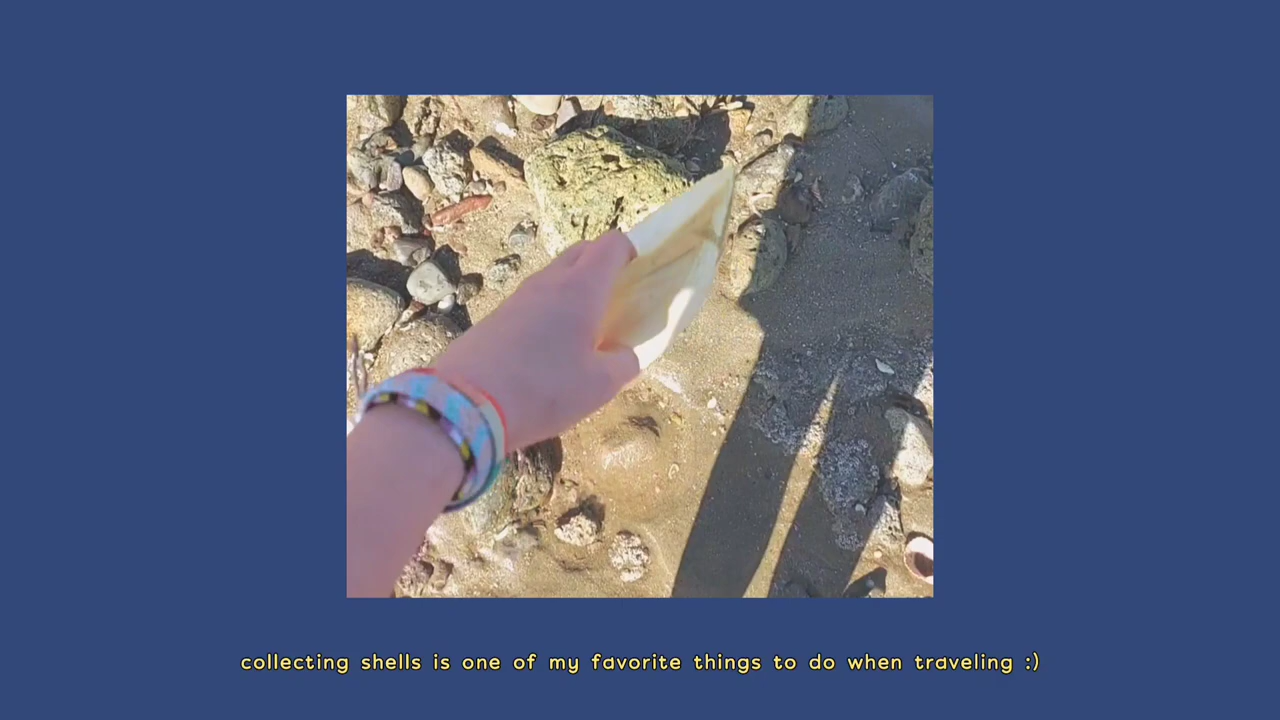 collecting shells is one of my favorite things to do when traveling :)